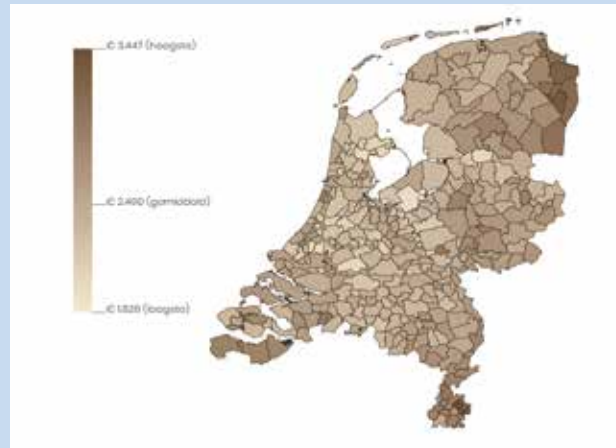 € 3.447 (hoogste)
€ 2.400 (gemiddeld)
€ 1.828 (laagste)